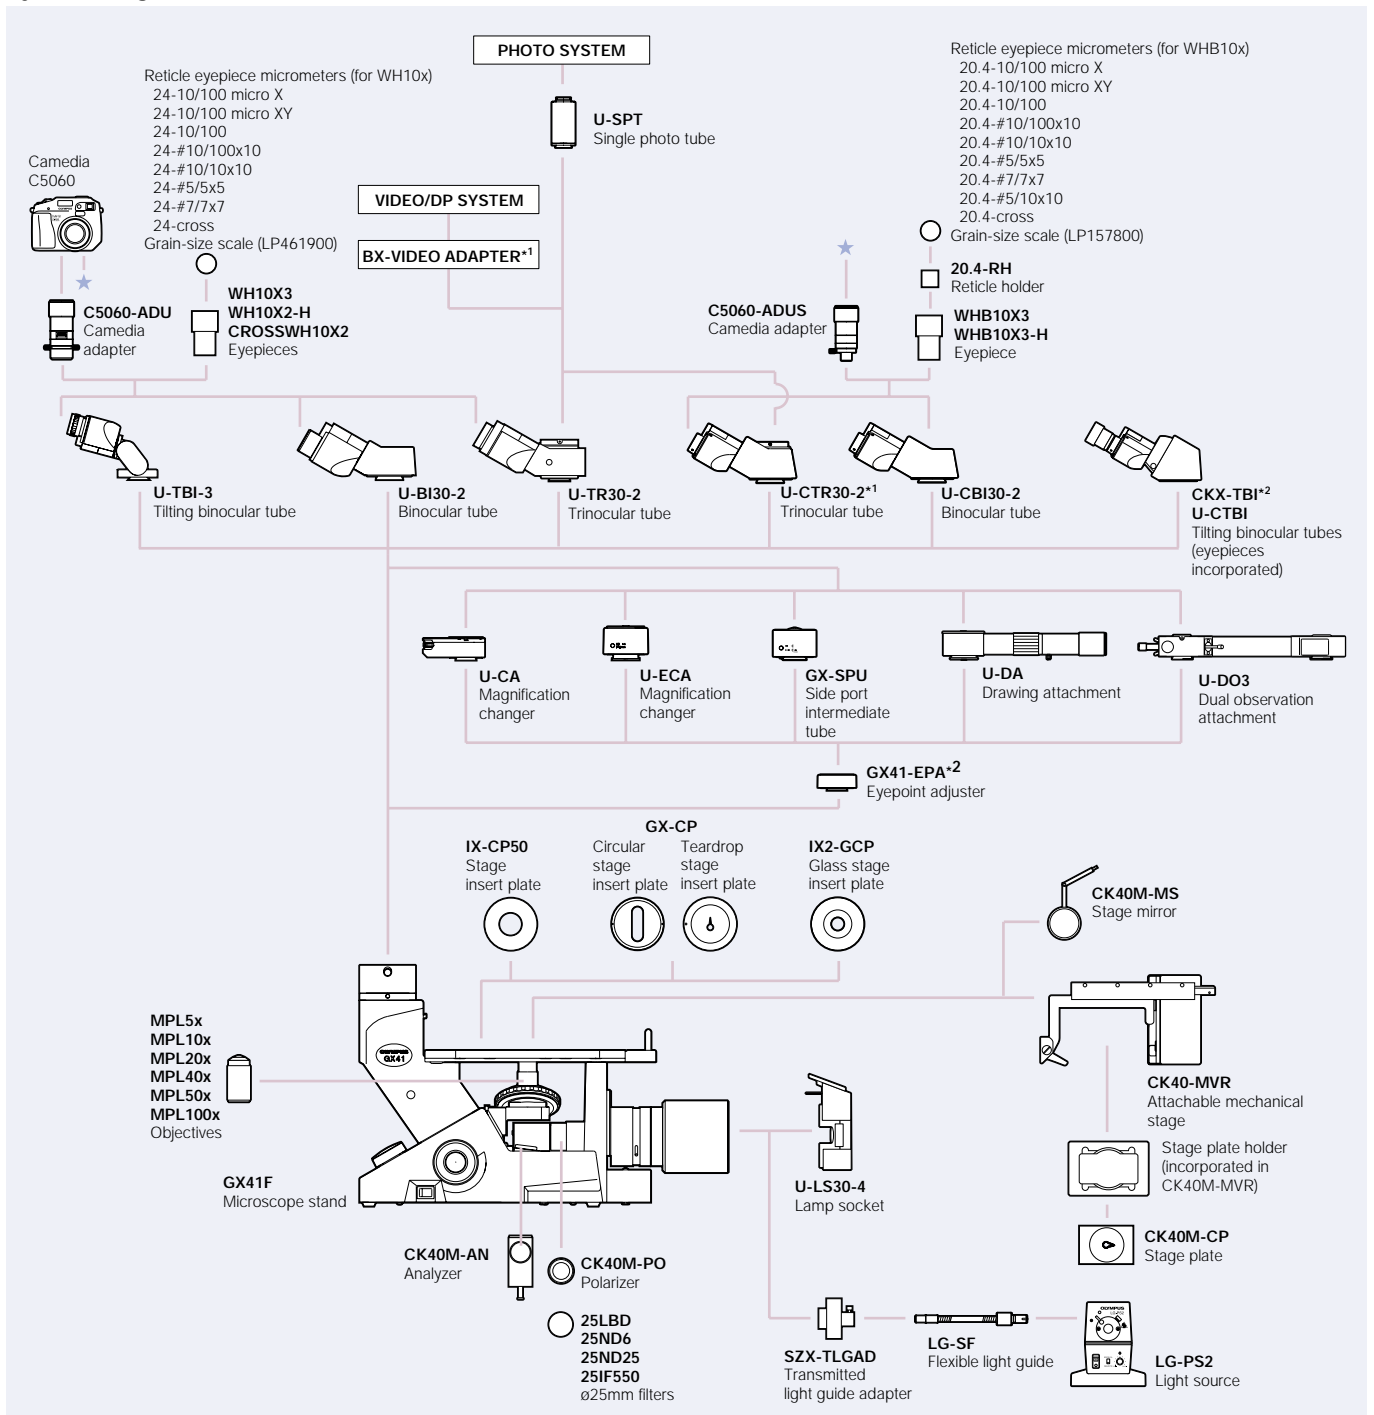 PHOTO SYSTEM
Reticle eyepiece micrometers (for WH10x)
24-10/100 micro X
24-10/100 micro XY
24-10/100
24-#10/100x10
24-#10/10x10
24-#5/5x5
24-#7/7x7
24-cross
Grain-size scale (LP461900)
Reticle eyepiece micrometers (for WHB10x)
20.4-10/100 micro X
20.4-10/100 micro XY
20.4-10/100
20.4-#10/100x10
20.4-#10/10x10
20.4-#5/5x5
20.4-#7/7x7
20.4-#5/10x10
20.4-cross
Grain-size scale (LP157800)
U-SPT
Single photo tube
Camedia
C5060
VIDEO/DP SYSTEM
BX-VIDEO ADAPTER*1
20.4-RH
Reticle holder
C5060-ADU
Camedia
adapter
WH10X3
WH10X2-H
CROSSWH10X2
Eyepieces
C5060-ADUS
Camedia adapter
WHB10X3
WHB10X3-H
Eyepiece
U-TBI-3
Tilting binocular tube
U-BI30-2
Binocular tube
U-TR30-2
Trinocular tube
U-CTR30-2*1
Trinocular tube
U-CBI30-2
Binocular tube
CKX-TBI*2
U-CTBI
Tilting binocular tubes
(eyepieces
incorporated)
U-CA
Magnification
changer
U-ECA
Magnification
changer
GX-SPU
Side port
intermediate
tube
U-DA
Drawing attachment
U-DO3
Dual observation
attachment
GX41-EPA*2
Eyepoint adjuster
IX-CP50
Stage
insert plate
GX-CP
Circular
stage
insert plate
Teardrop
stage
insert plate
IX2-GCP
Glass stage
insert plate
CK40M-MS
Stage mirror
MPL5x
MPL10x
MPL20x
MPL40x
MPL50x
MPL100x
Objectives
OLYMPUS
GX41
CK40-MVR
Attachable mechanical
stage
Stage plate holder
(incorporated in
CK40M-MVR)
GX41F
Microscope stand
U-LS30-4
Lamp socket
CK40M-AN
Analyzer
CK40M-PO
Polarizer
CK40M-CP
Stage plate
25LBD
25ND6
25ND25
25IF550
ø25mm filters
SZX-TLGAD
Transmitted
light guide adapter
LG-SF
Flexible light guide
OLYMPUS
LG-PS2
LG-PS2
Light source